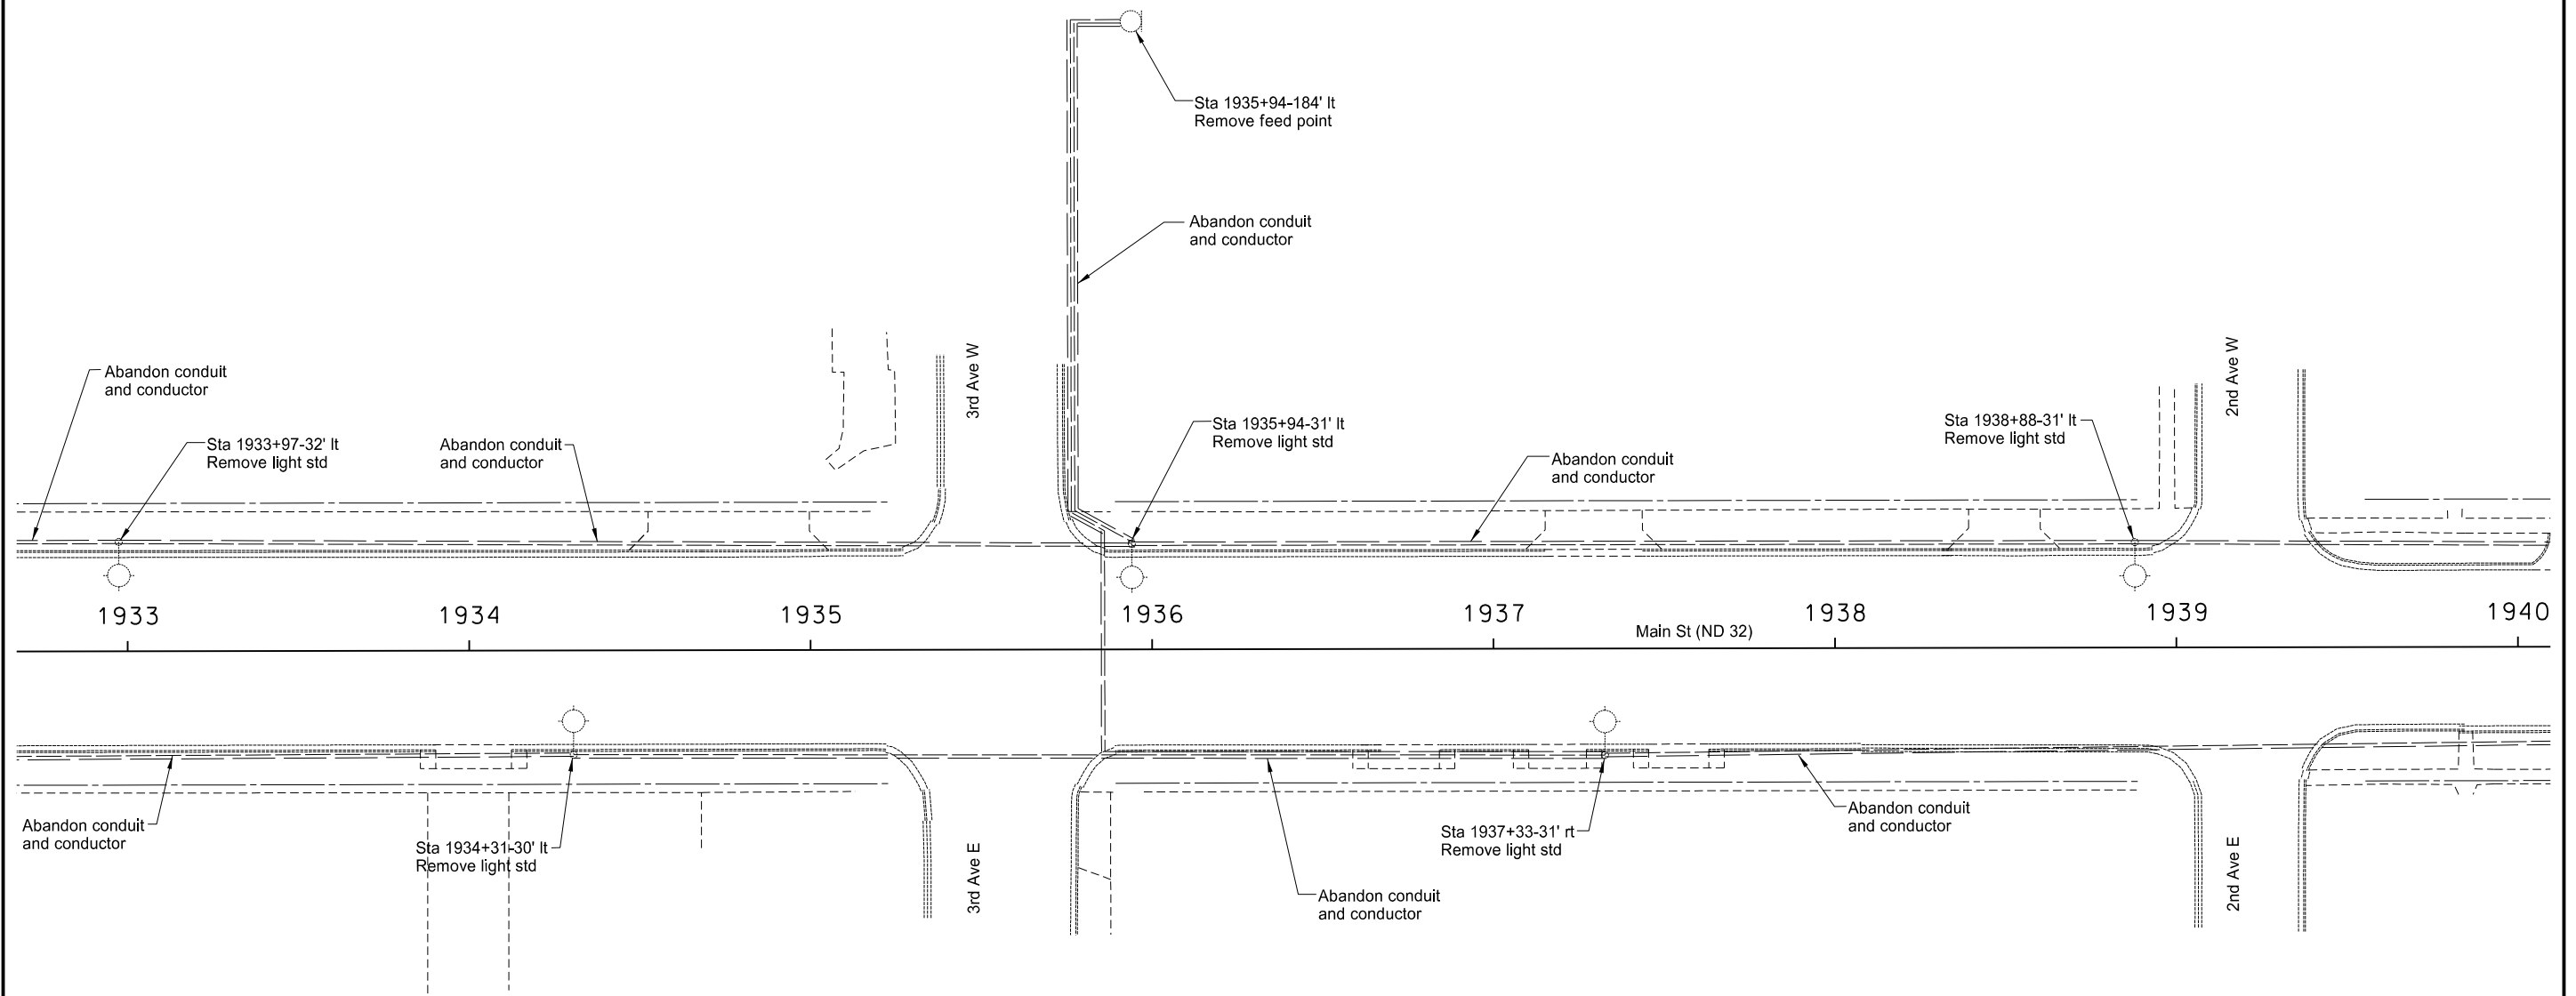 Sta 1935+94-184' lt
Remove feed point
Abandon conduit
and conductor
3rd Ave W
2nd Ave W
Abandon conduit
and conductor
Sta 1933+97-32' lt
Remove light std
Abandon conduit
and conductor
Sta 1935+94-31' lt
Remove light std
Abandon conduit
and conductor
Sta 1938+88-31' lt
Remove light std
1933
1934
1935
1936
1937
1938
1939
1940
Main St (ND 32)
Abandon conduit
and conductor
Sta 1934+31-30' lt
Remove light std
3rd Ave E
Abandon conduit
and conductor
Sta 1937+33-31' rt
Remove light std
Abandon conduit
and conductor
2nd Ave E